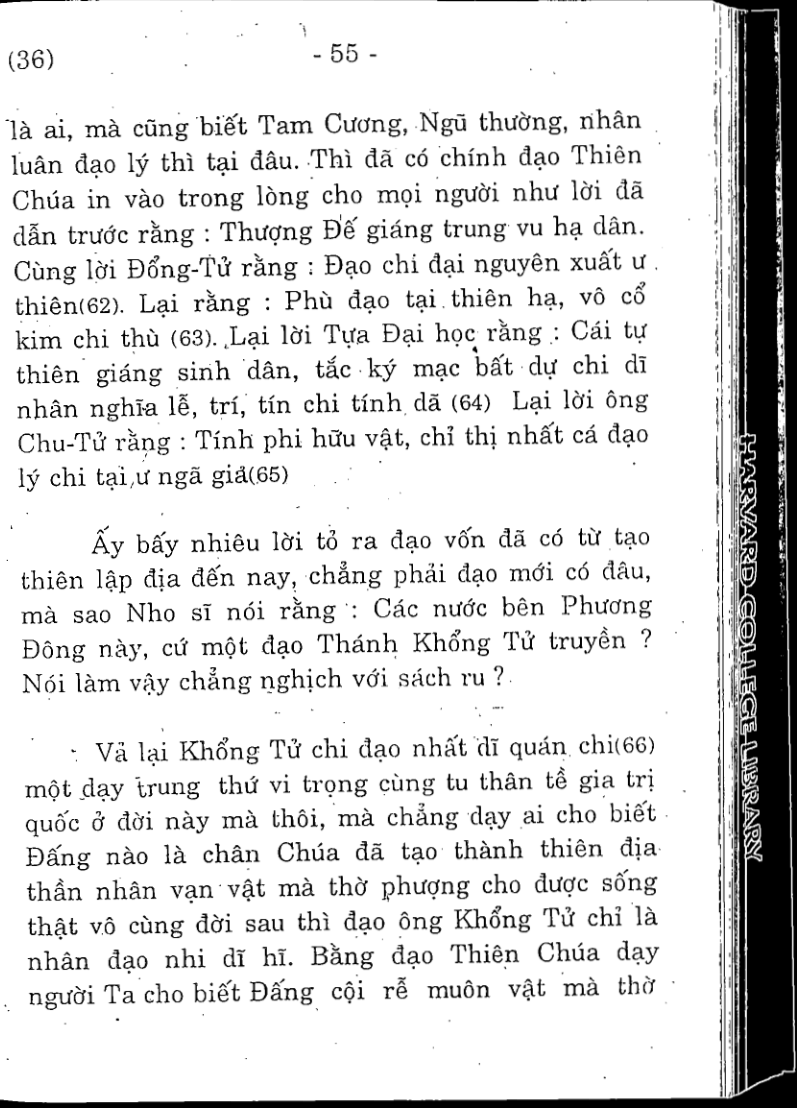 (36)
- 55 -
là ai, mà cũng biết Tam Cương, Ngũ thường, nhân
luân đạo lý thì tại đâu. Thì đã có chính đạo Thiên
Chúa in vào trong lòng cho mọi người như lời đã
dẫn trước rằng : Thượng Đế giáng trung vu hạ dân.
Cùng lời Đổng-Tử rằng : Đạo chi đại nguyên xuất ư
thiên(62). Lại rằng : Phù đạo tại thiên hạ, vô cổ
kim chi thù (63). Lại lời Tựa Đại học rằng : Cái tự
thiên giáng sinh dân, tắc ký mạc bất dự chi dĩ
nhân nghĩa lễ, trí, tín chi tính dã (64) Lại lời ông
Chu-Tử rằng : Tính phi hữu vật, chỉ thị nhất cá đạo
lý chi tại ư ngã giả(65)
Ấy bấy nhiêu lời tỏ ra đạo vốn đã có từ tạo
thiên lập địa đến nay, chẳng phải đạo mới có đâu,
mà sao Nho sĩ nói rằng : Các nước bên Phương
Đông này, cứ một đạo Thánh Khổng Tử truyền ?
Nói làm vậy chẳng nghịch với sách ru ?
Vả lại Khổng Tử chi đạo nhất dĩ quán chi(66)
một dạy trung thứ vi trọng cùng tu thân tề gia trị
quốc ở đời này mà thôi, mà chẳng dạy ai cho biết
Đấng nào là chân Chúa đã tạo thành thiên địa
thần nhân vạn vật mà thờ phượng cho được sống
thật vô cùng đời sau thì đạo ông Khổng Tử chỉ là
nhân đạo nhi dĩ hĩ. Bằng đạo Thiên Chúa dạy
người Ta cho biết Đấng cội rễ muôn vật mà thờ
HARVARD COLLEGE LIBRARY